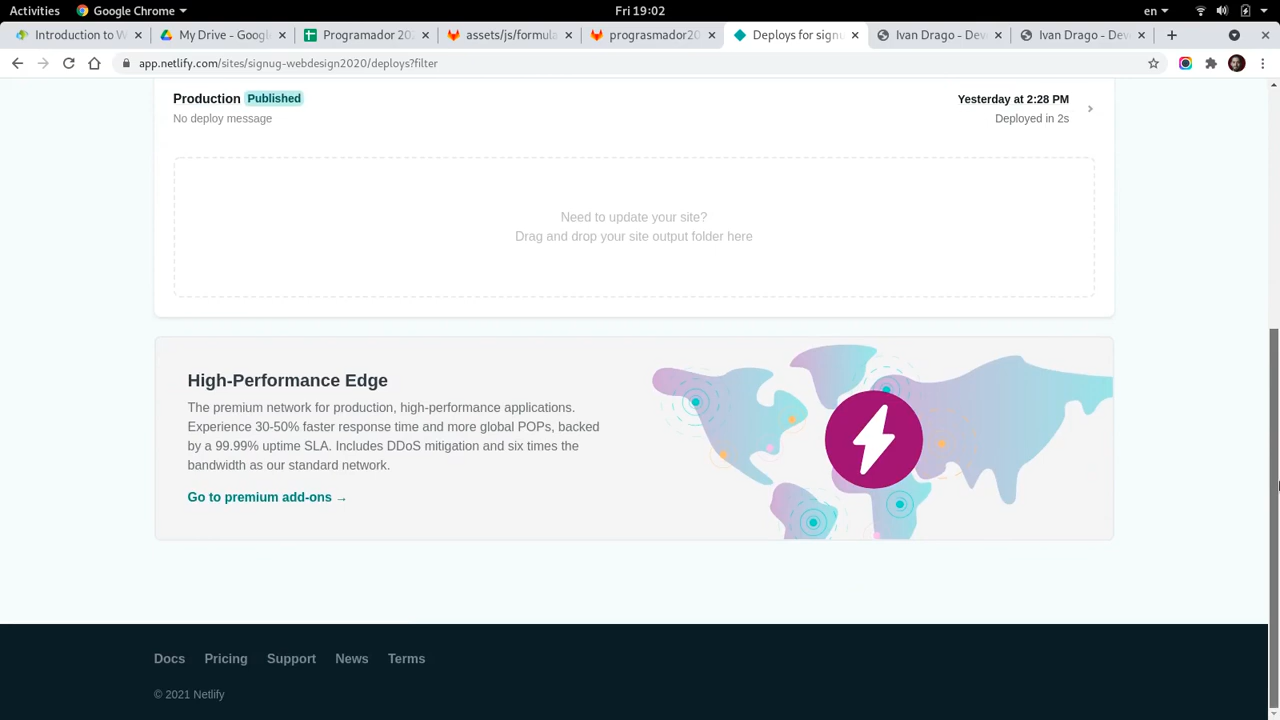 Activities Google Chrome Fri 19:02 en
Introduction to W My Drive - Google Programador 202 assets/js/formula prograsmador20 Deploys for signu Ivan Drago - Deve Ivan Drago - Deve
app.netlify.com/sites/signug-webdesign2020/deploys?filter
Production Published Yesterday at 2:28 PM
No deploy message Deployed in 2s
Need to update your site?
Drag and drop your site output folder here
High-Performance Edge
The premium network for production, high-performance applications.
Experience 30-50% faster response time and more global POPs, backed
by a 99.99% uptime SLA. Includes DDoS mitigation and six times the
bandwidth as our standard network.
Go to premium add-ons →
Docs Pricing Support News Terms
© 2021 Netlify